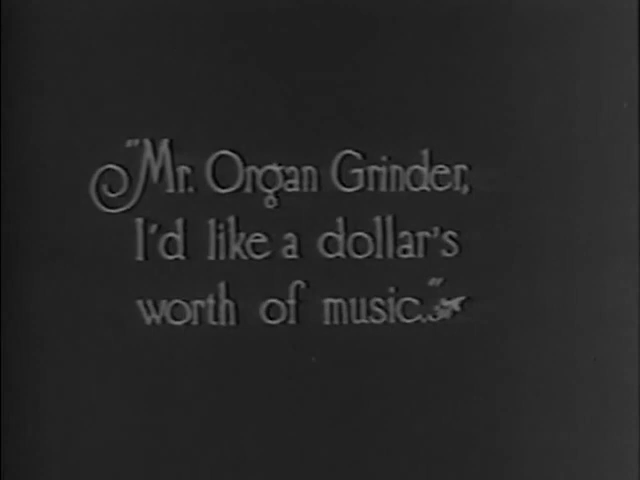 "Mr. Organ Grinder,
I'd like a dollar's
worth of music."